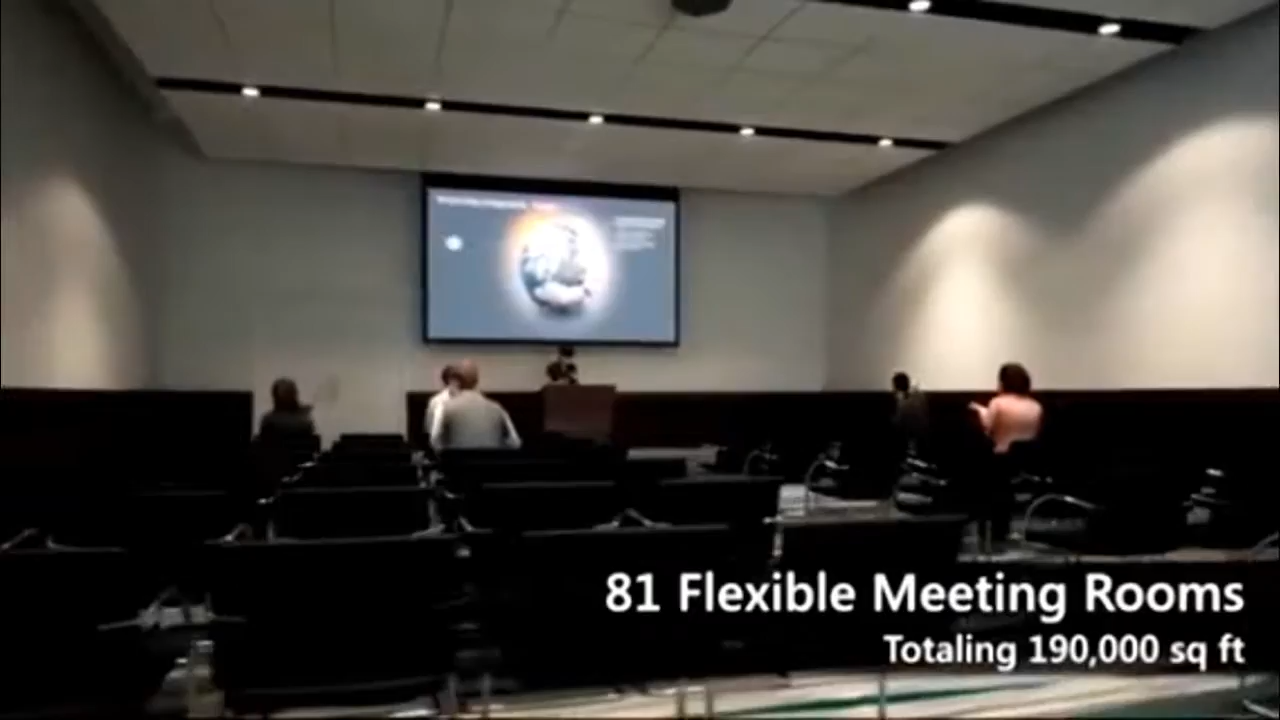 81 Flexible Meeting Rooms
Totaling 190,000 sq ft